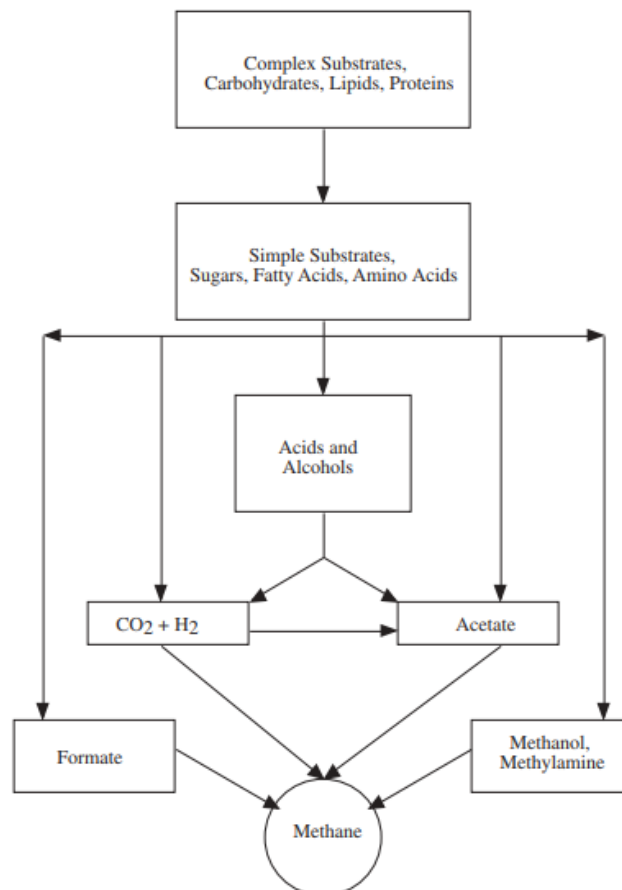 Complex Substrates,
Carbohydrates, Lipids, Proteins
Simple Substrates,
Sugars, Fatty Acids, Amino Acids
Acids and
Alcohols
CO2 + H2
Acetate
Formate
Methanol,
Methylamine
Methane